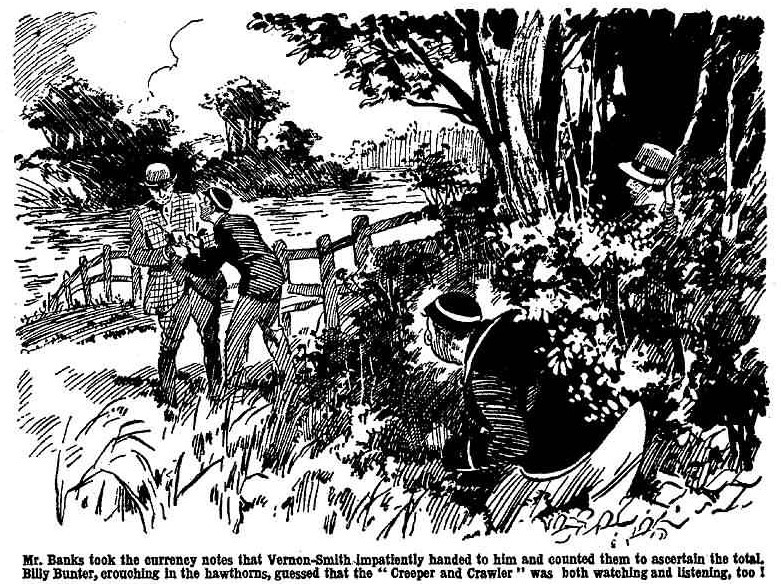 Mr. Banks took the currency notes that Vernon-Smith impatiently handed to him and counted them to ascertain the total.
Billy Bunter, crouching in the hawthorns, guessed that the "Creeper and Crawler" was both watching and listening, too!